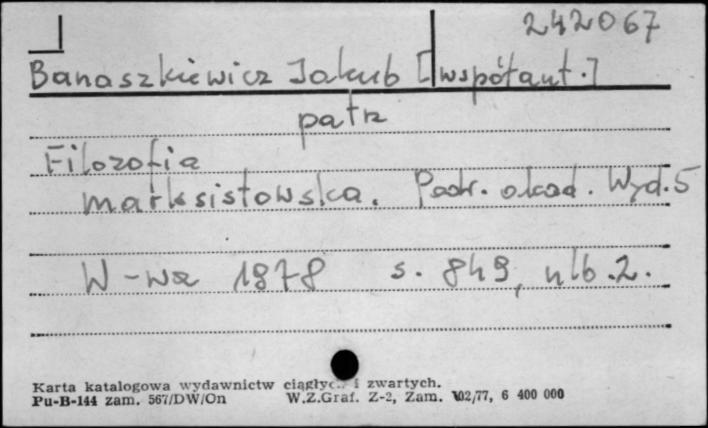 242067
Banaszkiewicz Jakub [współaut.]
patrz
Filozofia
marksistowska. Podr. akad. Wyd. 5
W-wa 1978 s. 849, nlb. 2.
Karta katalogowa wydawnictw ciągłych i zwartych.
Pu-B-144 zam. 567/DW/On W.Z.Graf. Z-2, Zam. 102/77, 6 400 000